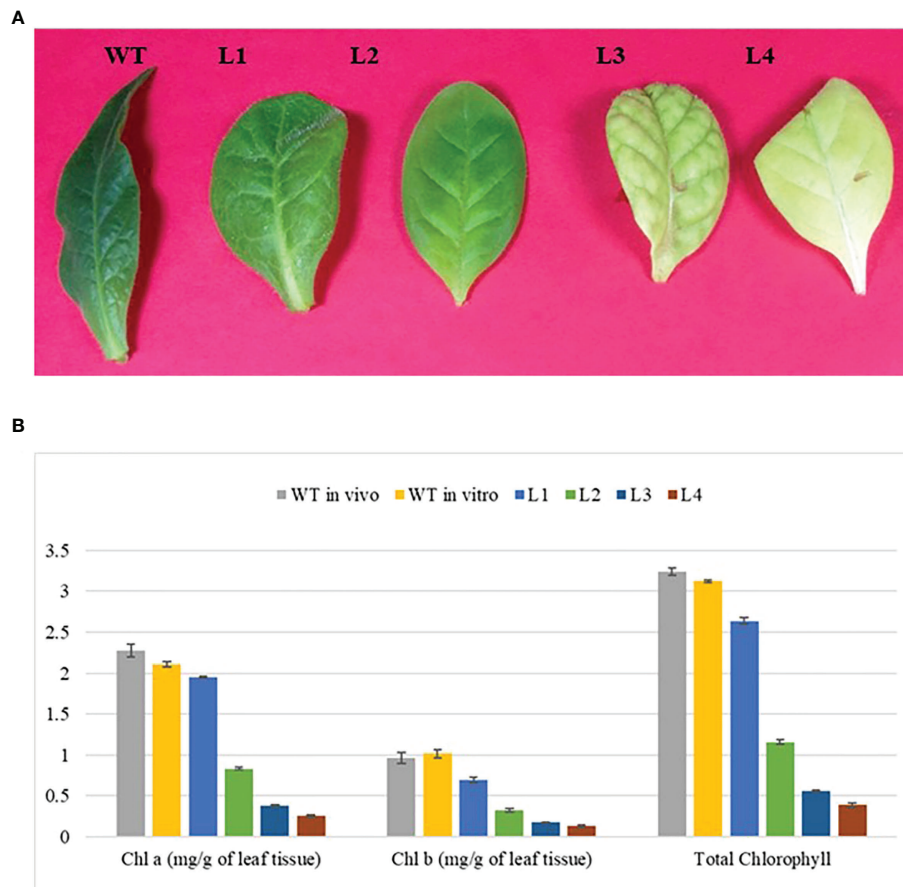 A
WT L1 L2 L3 L4
B
WT in vivo WT in vitro L1 L2 L3 L4
3.5
3
2.5
2
1.5
1
0.5
0
Chl a (mg/g of leaf tissue) Chl b (mg/g of leaf tissue) Total Chlorophyll